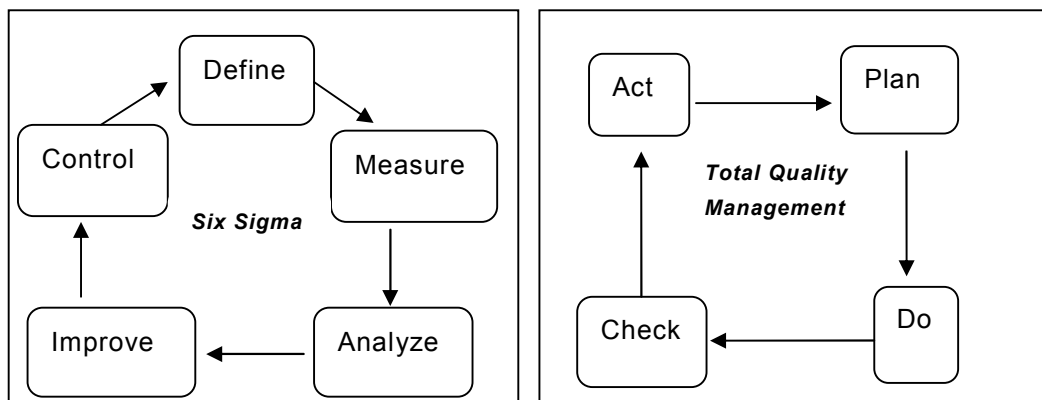 Define
Measure
Analyze
Improve
Control
Six Sigma
Act
Plan
Do
Check
Total Quality
Management